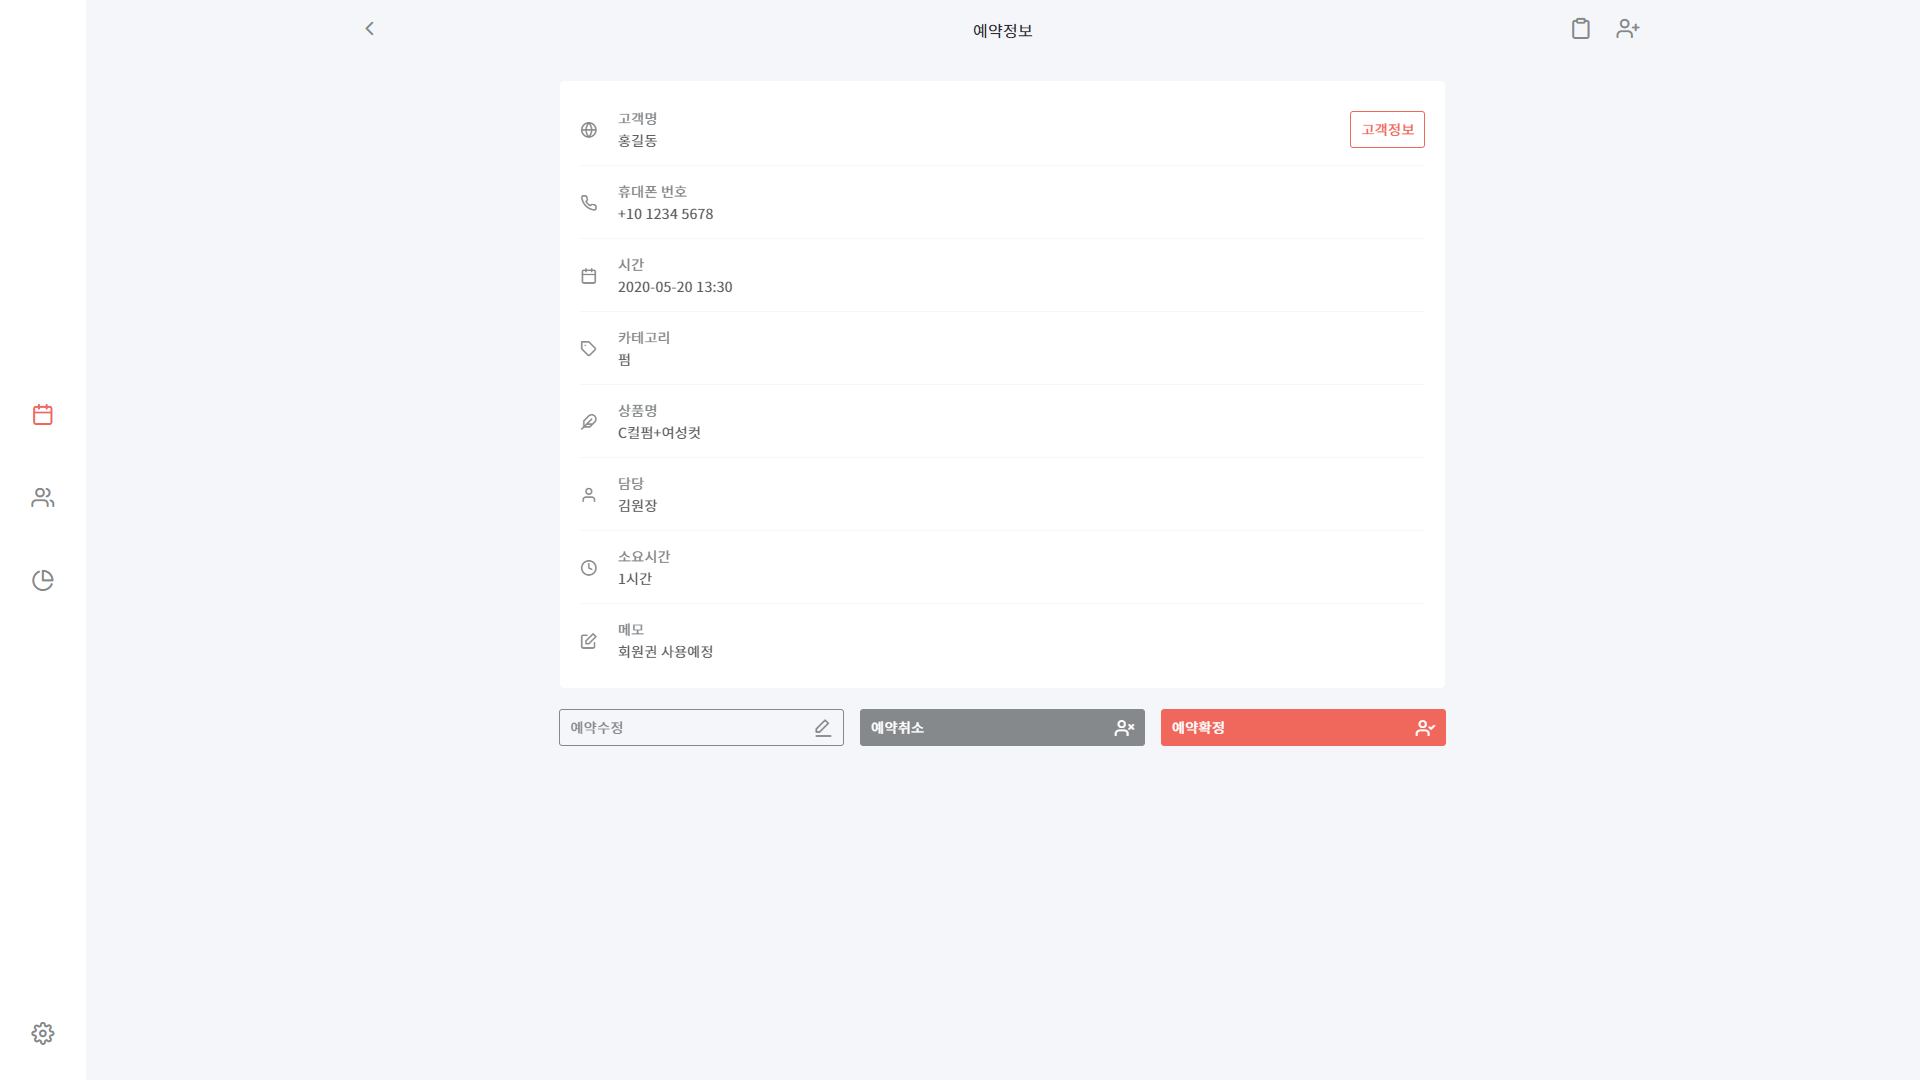 예약정보
고객명
홍길동
고객정보
휴대폰 번호
+10 1234 5678
시간
2020-05-20 13:30
카테고리
펌
상품명
C컬펌+여성컷
담당
김원장
소요시간
1시간
메모
회원권 사용예정
예약수정
예약취소
예약확정